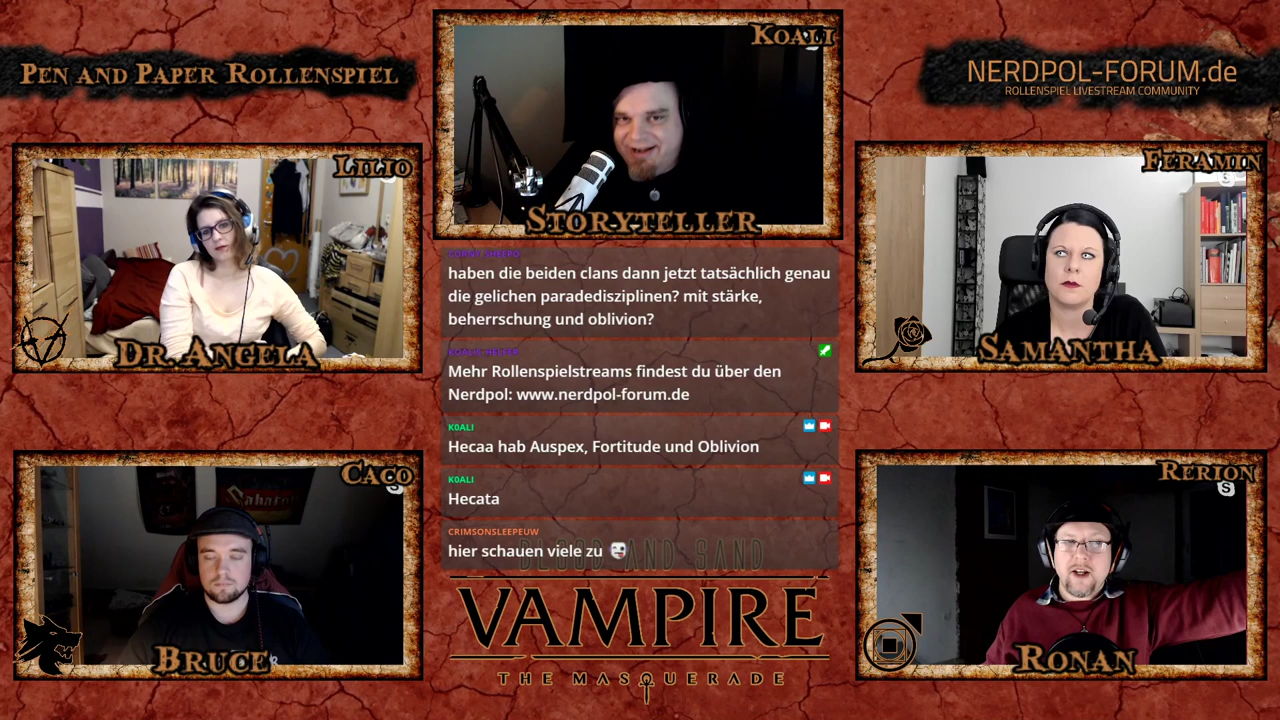 PEN AND PAPER ROLLENSPIEL
KOALI
STORYTELLER
NERDPOL-FORUM.de
ROLLENSPIEL LIVESTREAM COMMUNITY
LILIO
DR. ANGELA
FERAMIN
SAMANTHA
haben die beiden clans dann jetzt tatsächlich genau
die gelichen paradedisziplinen? mit stärke,
beherrschung und oblivion?
Mehr Rollenspielstreams findest du über den
Nerdpol: www.nerdpol-forum.de
K0ALI
Hecaa hab Auspex, Fortitude und Oblivion
K0ALI
Hecata
CRIMSONSLEEPEUW
hier schauen viele zu
BLOOD AND SAND
VAMPIRE
THE MASQUERADE
CACO
Sabaton
BRUCE
RERION
S
RONAN